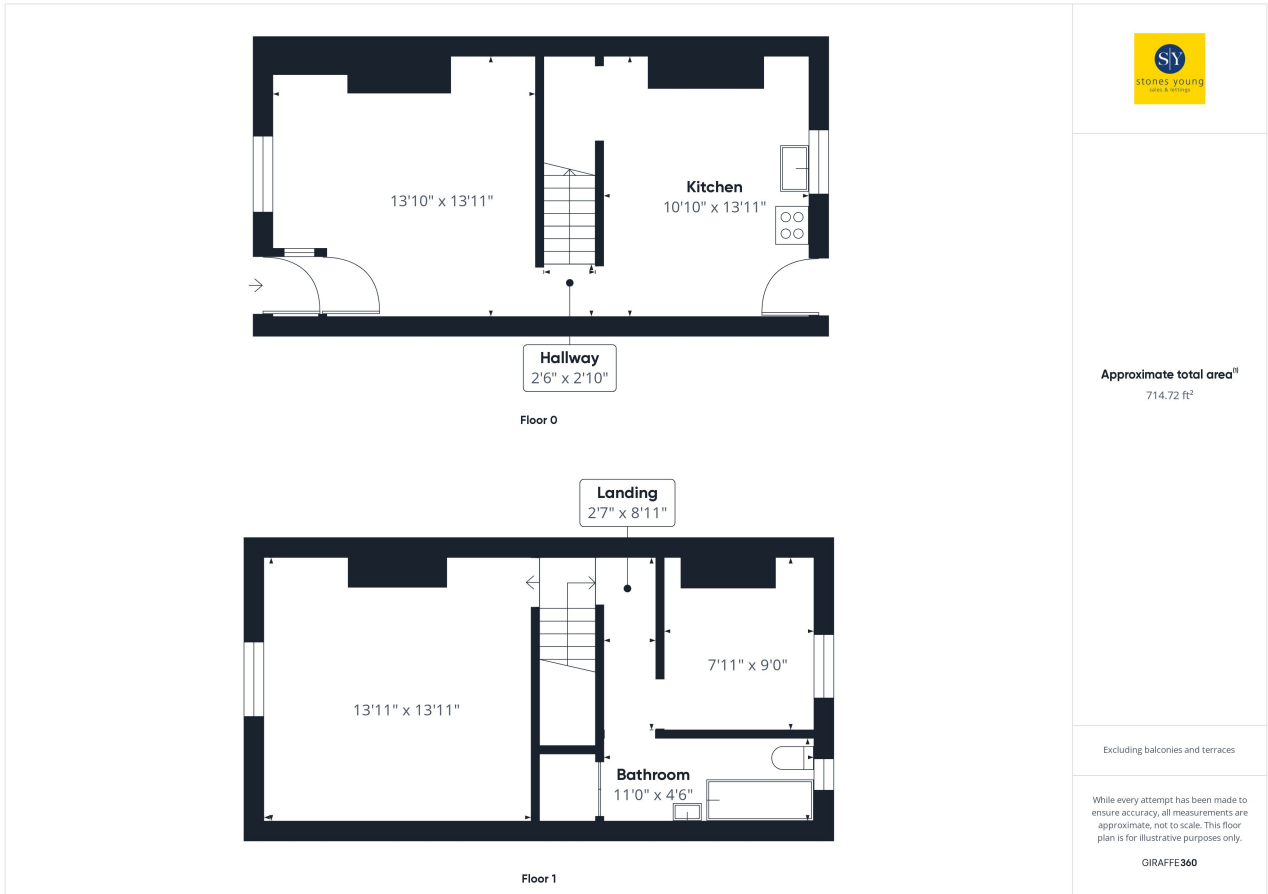 13'10" x 13'11"
Kitchen
10'10" x 13'11"
Hallway
2'6" x 2'10"
Floor 0
Landing
2'7" x 8'11"
13'11" x 13'11"
7'11" x 9'0"
Bathroom
11'0" x 4'6"
Floor 1
S|Y
stones young
sales & lettings
Approximate total area⁽¹⁾
714.72 ft²
Excluding balconies and terraces
While every attempt has been made to
ensure accuracy, all measurements are
approximate, not to scale. This floor
plan is for illustrative purposes only.
GIRAFFE360